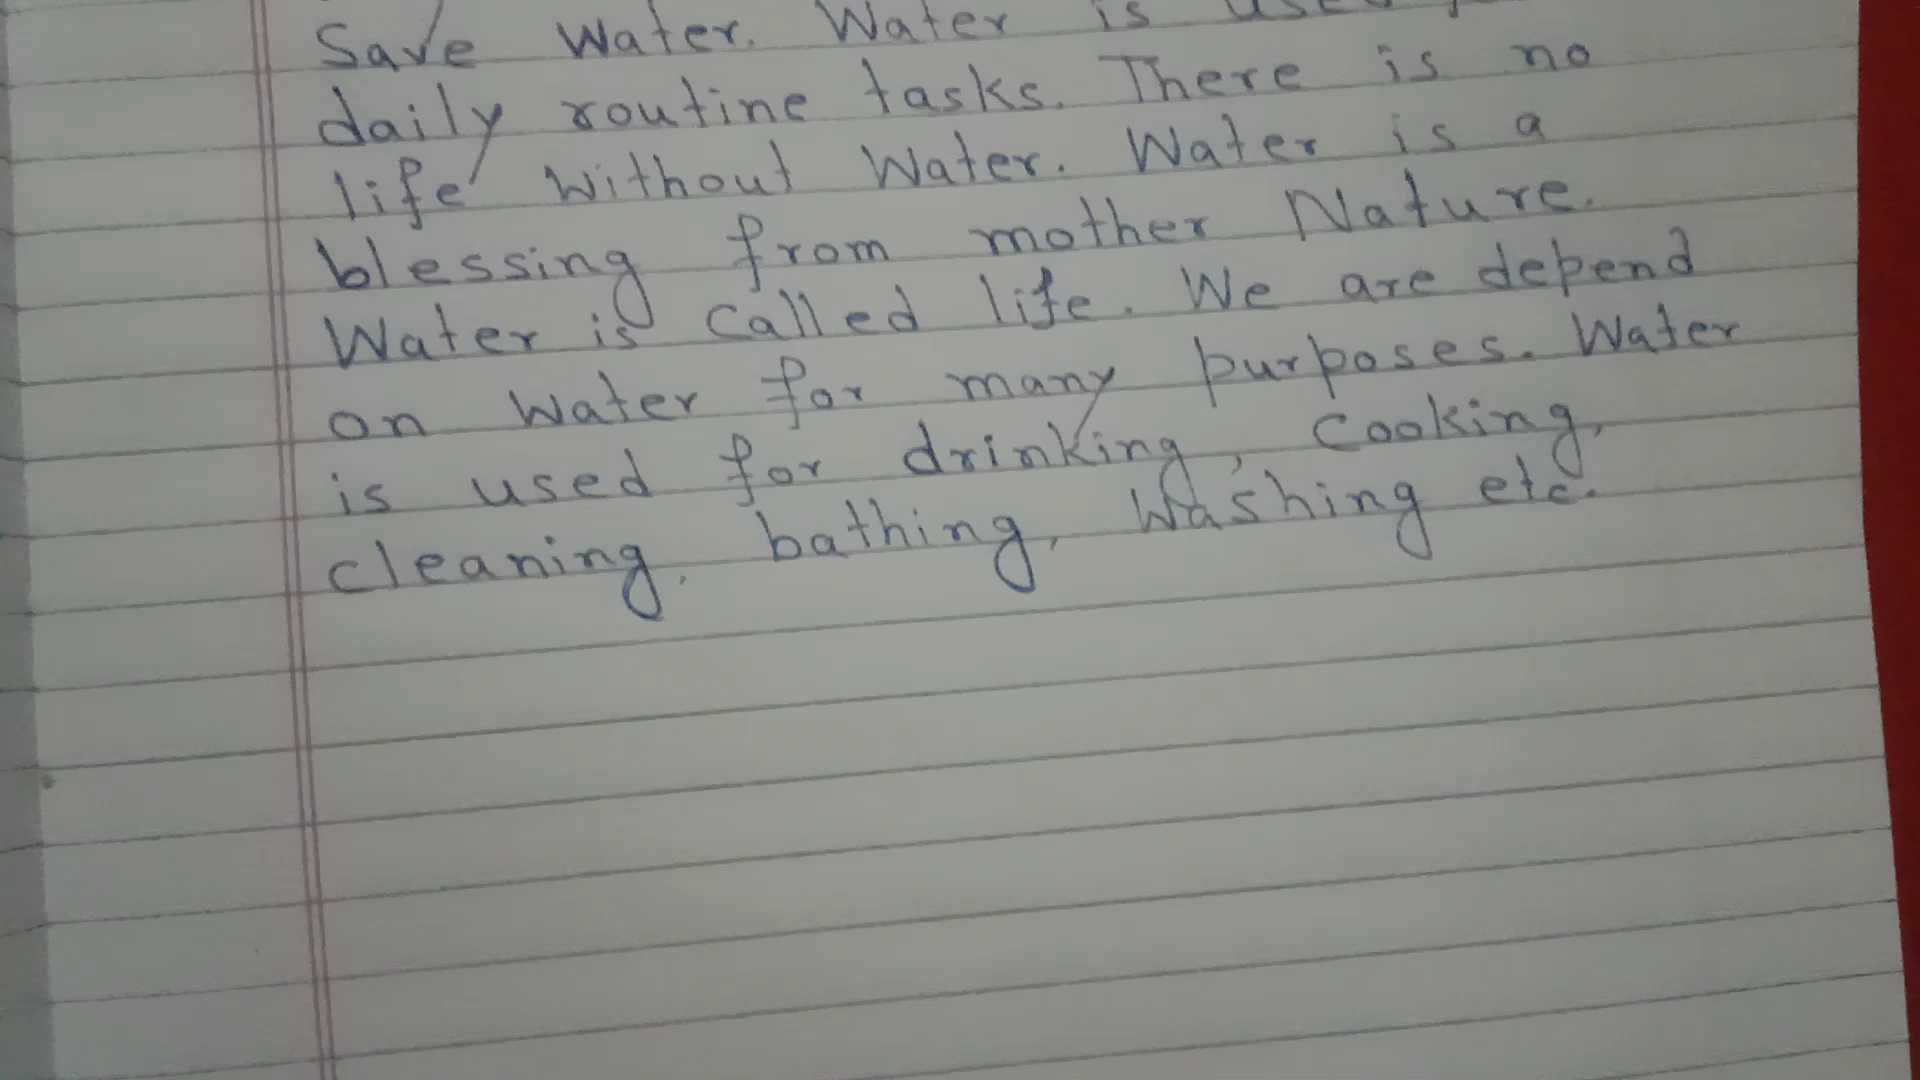 Save Water. Water is used
daily routine tasks. There is no
life without Water. Water is a
blessing from mother Nature.
Water is called life. We are depend
on Water for many purposes. Water
is used for drinking, Cooking,
cleaning, bathing, Washing etc.